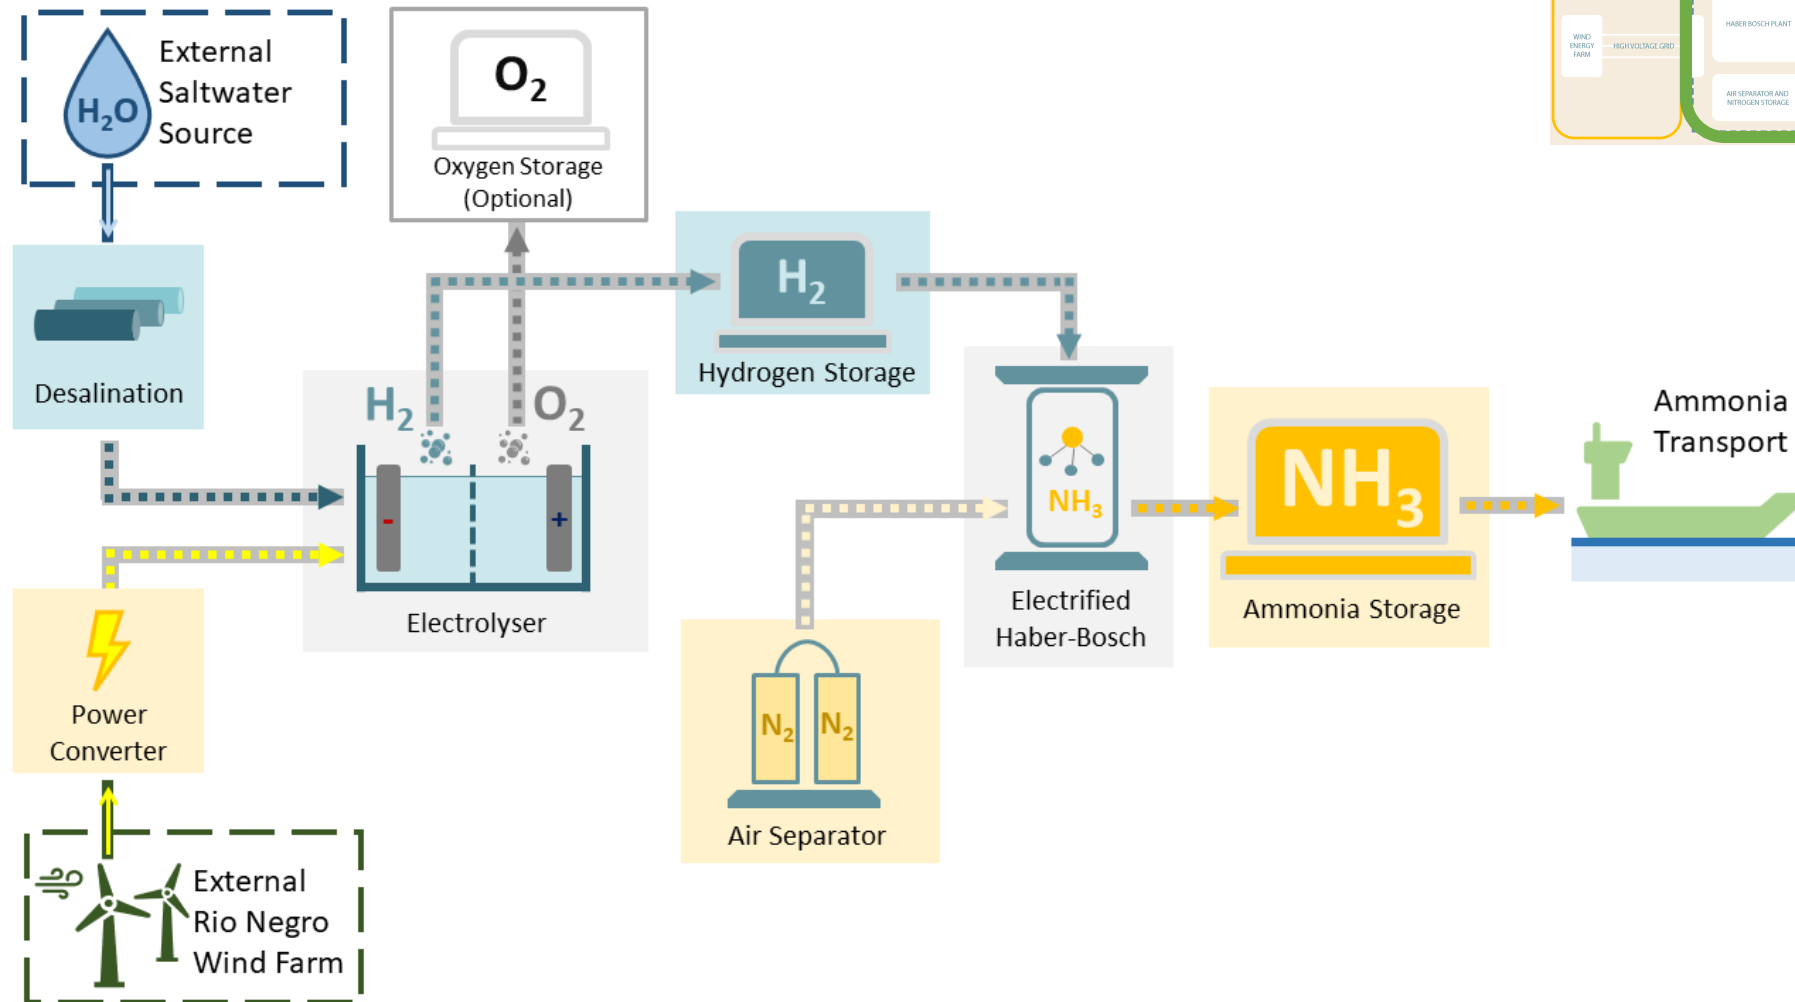 H₂O
External
Saltwater
Source
O₂
Oxygen Storage
(Optional)
WIND
ENERGY
FARM
HIGH VOLTAGE GRID
HABER BOSCH PLANT
AIR SEPARATOR AND
NITROGEN STORAGE
Desalination
H₂
Hydrogen Storage
H₂
O₂
-
+
Electrolyser
NH₃
Electrified
Haber-Bosch
NH₃
Ammonia Storage
Ammonia
Transport
Power
Converter
N₂
N₂
Air Separator
External
Rio Negro
Wind Farm